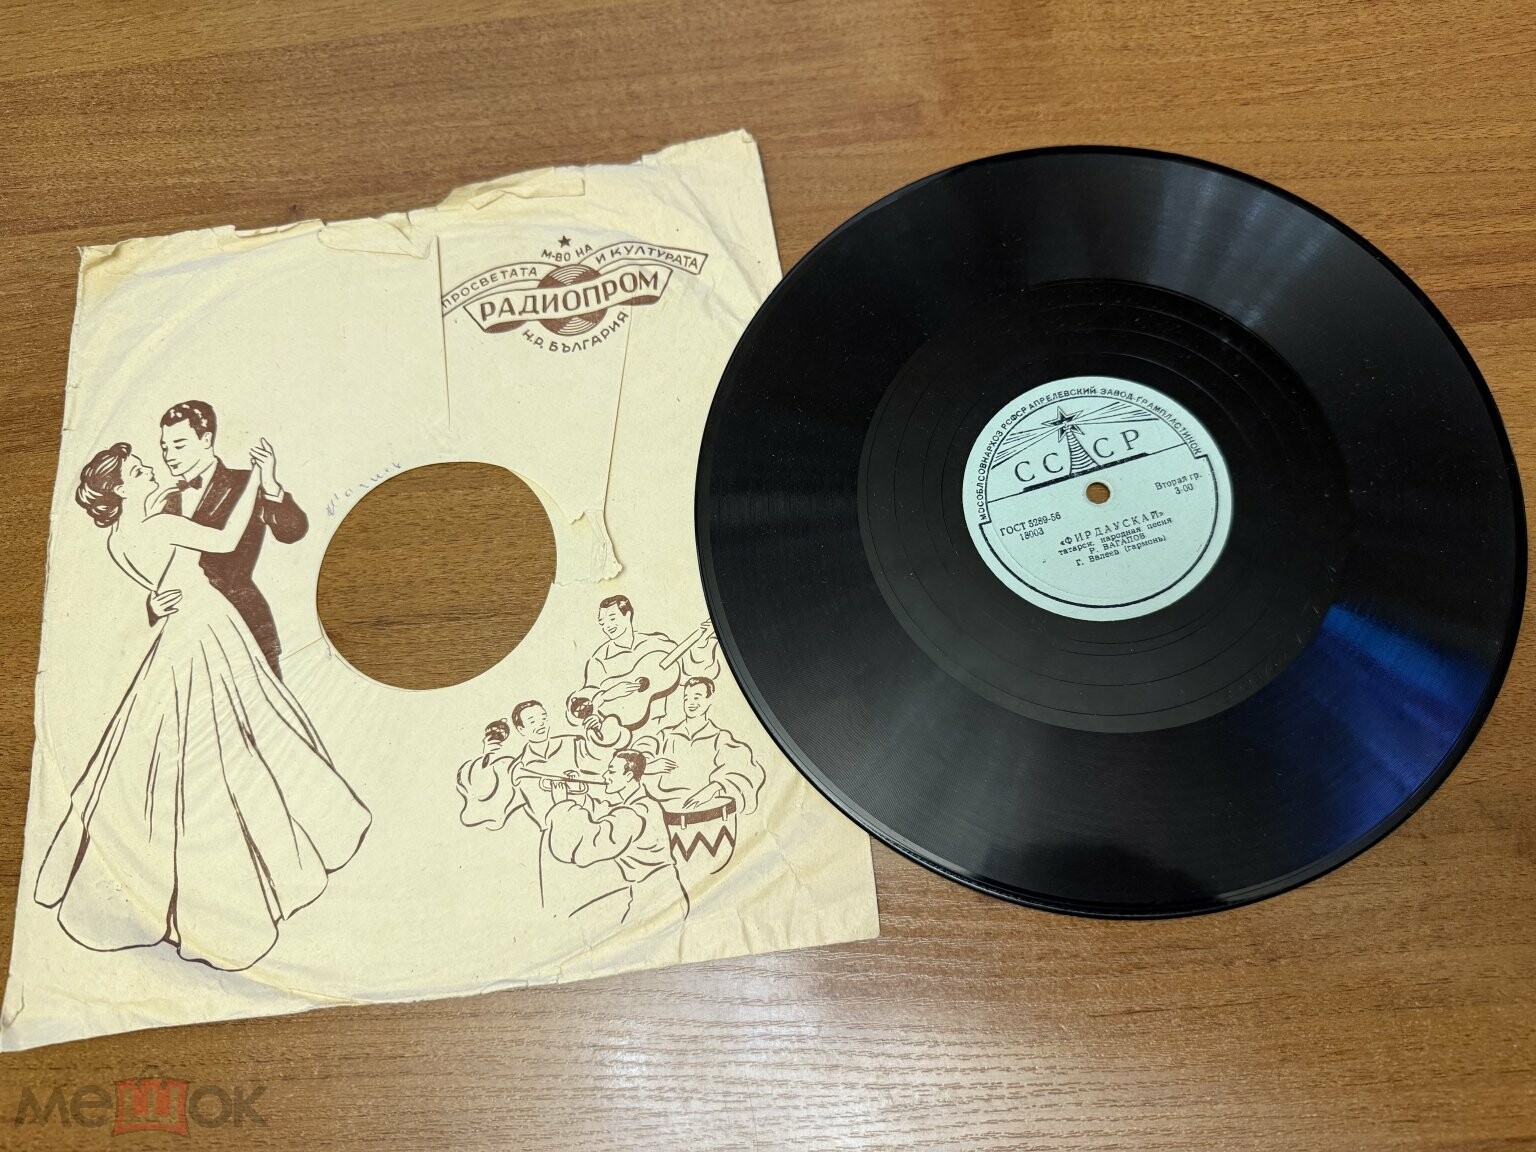 М-ВО НА
ПРОСВЕТАТА И КУЛТУРАТА
РАДИОПРОМ
Н.Р. БЪЛГАРИЯ
МОСОБЛСОВНАРХОЗ РСФСР АПРЕЛЕВСКИЙ ЗАВОД ГРАМПЛАСТИНОК
СССР
Вторая гр.
3-00
ГОСТ 5289-56
18003
«ФИРДАУСКАЙ»
татарск. народная песня
Р. ВАГАПОВ
Г. Валеев (гармонь)
мешок